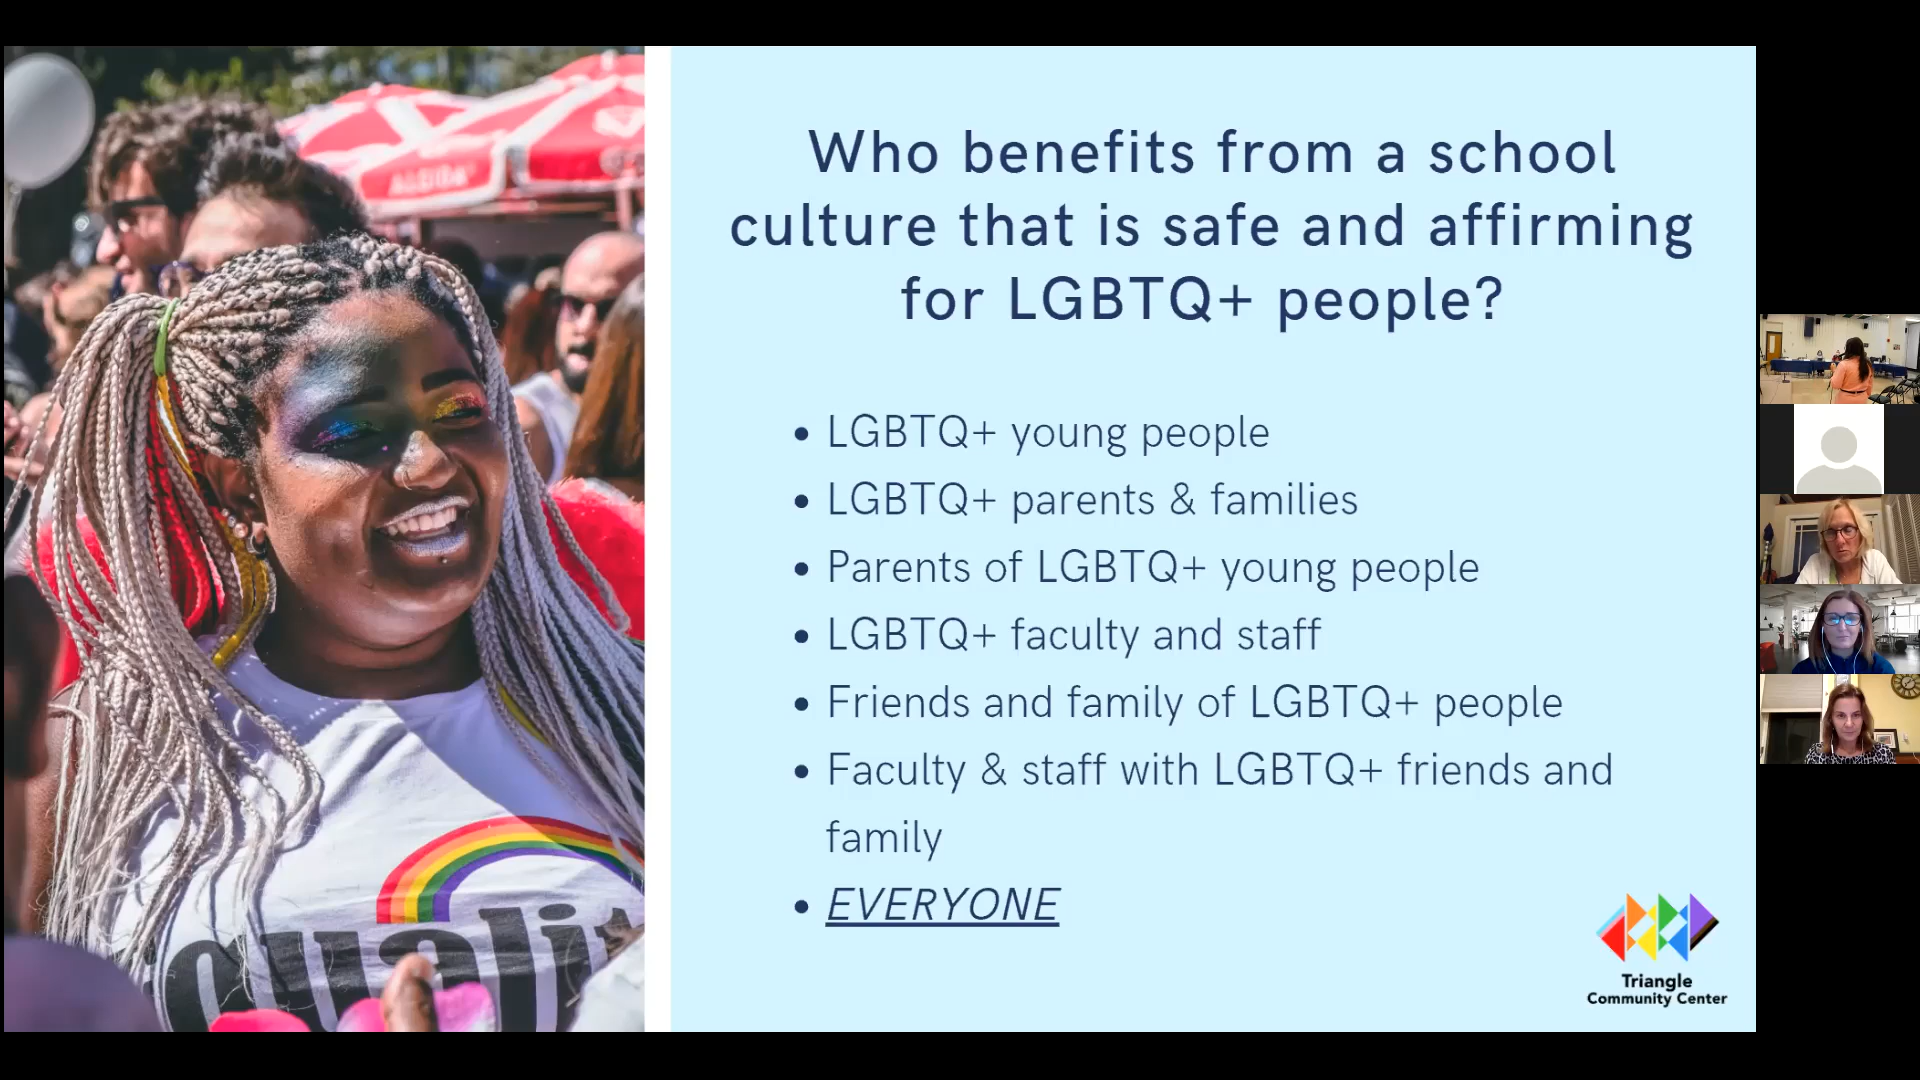 Who benefits from a school
culture that is safe and affirming
for LGBTQ+ people?
• LGBTQ+ young people
• LGBTQ+ parents & families
• Parents of LGBTQ+ young people
• LGBTQ+ faculty and staff
• Friends and family of LGBTQ+ people
• Faculty & staff with LGBTQ+ friends and
family
• EVERYONE
Triangle
Community Center